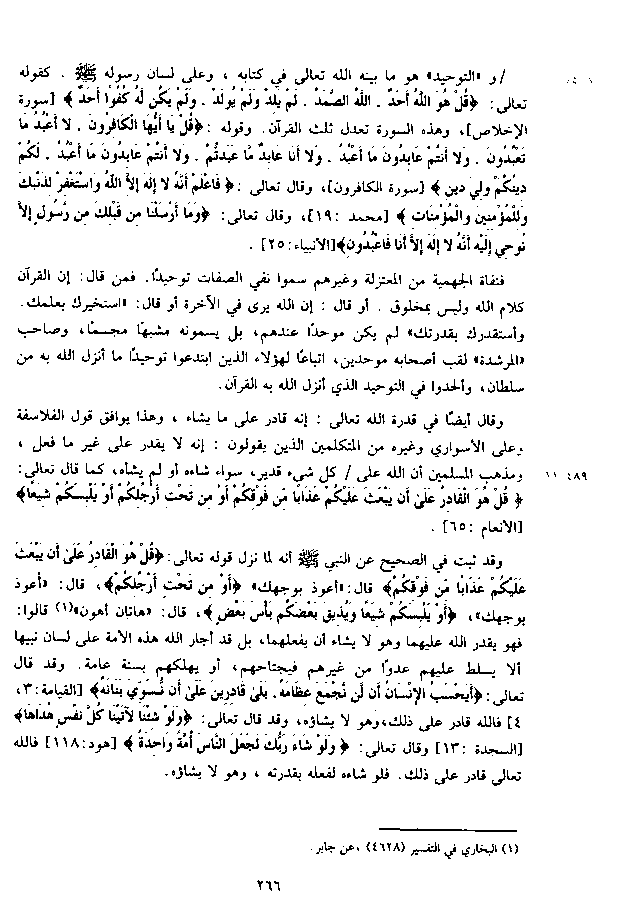 / و «التوحيد» هو ما بينه الله تعالى في كتابه ، وعلى لسان رسوله ﷺ . كقوله
تعالى: ﴿قُلْ هُوَ اللَّهُ أَحَدٌ . اللَّهُ الصَّمَدُ . لَمْ يَلِدْ وَلَمْ يُولَدْ . وَلَمْ يَكُن لَّهُ كُفُوًا أَحَدٌ ﴾ [سورة
الإخلاص]، وهذه السورة تعدل ثلث القرآن. وقوله :﴿قُلْ يَا أَيُّهَا الْكَافِرُونَ . لا أَعْبُدُ مَا
تَعْبُدُونَ . وَلا أَنتُمْ عَابِدُونَ مَا أَعْبُدُ . وَلا أَنَا عَابِدٌ مَّا عَبَدتُّمْ . وَلا أَنتُمْ عَابِدُونَ مَا أَعْبُدُ . لَكُمْ
دِينُكُمْ وَلِيَ دِينِ ﴾ [سورة الكافرون]، وقال تعالى :﴿ فَاعْلَمْ أَنَّهُ لا إِلَهَ إِلاَّ اللَّهُ وَاسْتَغْفِرْ لِذَنبِكَ
وَلِلْمُؤْمِنِينَ وَالْمُؤْمِنَاتِ ﴾ [محمد :١٩]، وقال تعالى: ﴿وَمَا أَرْسَلْنَا مِن قَبْلِكَ مِن رَّسُولٍ إِلاَّ
نُوحِي إِلَيْهِ أَنَّهُ لا إِلَهَ إِلاَّ أَنَا فَاعْبُدُونِ﴾[الأنبياء:٢٥] .
فنفاة الجهمية من المعتزلة وغيرهم سموا نفي الصفات توحيدًا. فمن قال: إن القرآن
كلام الله وليس بمخلوق . أو قال : إن الله يرى في الآخرة أو قال: «استخيرك بعلمك.
وأستقدرك بقدرتك» لم يكن موحدًا عندهم، بل يسمونه مشبهًا مجسمًا، وصاحب
«المرشدة» لقب أصحابه موحدين، اتباعًا لهؤلاء الذين ابتدعوا توحيدًا ما أنزل الله به من
سلطان، وألحدوا في التوحيد الذي أنزل الله به القرآن.
وقال أيضًا في قدرة الله تعالى : إنه قادر على ما يشاء ، وهذا يوافق قول الفلاسفة
وعلى الأسواري وغيره من المتكلمين الذين يقولون : إنه لا يقدر على غير ما فعل ،
١١/٤٨٩ ومذهب المسلمين أن الله على / كل شيء قدير، سواء شاءه أو لم يشأه، كما قال تعالى:
﴿ قُلْ هُوَ الْقَادِرُ عَلَىٰ أَن يَبْعَثَ عَلَيْكُمْ عَذَابًا مِّن فَوْقِكُمْ أَوْ مِن تَحْتِ أَرْجُلِكُمْ أَوْ يَلْبِسَكُمْ شِيَعًا﴾
[الأنعام :٦٥] .
وقد ثبت في الصحيح عن النبي ﷺ أنه لما نزل قوله تعالى:﴿قُلْ هُوَ الْقَادِرُ عَلَىٰ أَن يَبْعَثَ
عَلَيْكُمْ عَذَابًا مِّن فَوْقِكُمْ﴾ قال:«أعوذ بوجهك» ﴿أَوْ مِن تَحْتِ أَرْجُلِكُمْ﴾، قال: «أعوذ
بوجهك»، ﴿أَوْ يَلْبِسَكُمْ شِيَعًا وَيُذِيقَ بَعْضَكُم بَأْسَ بَعْضٍ ﴾، قال: «هاتان أهون»(١) قالوا:
فهو يقدر الله عليهما وهو لا يشاء أن يفعلهما، بل قد أجار الله هذه الأمة على لسان نبيها
ألا يسلط عليهم عدوًا من غيرهم فيجتاحهم، أو يهلكهم بسنة عامة. وقد قال
تعالى:﴿أَيَحْسَبُ الإِنْسَانُ أَن لَّن نَّجْمَعَ عِظَامَهُ. بَلَىٰ قَادِرِينَ عَلَىٰ أَن نُّسَوِّيَ بَنَانَهُ﴾ [القيامة:٣،
٤] فالله قادر على ذلك،وهو لا يشاؤه، وقد قال تعالى: ﴿وَلَوْ شِئْنَا لآتَيْنَا كُلَّ نَفْسٍ هُدَاهَا﴾
[السجدة :١٣] وقال تعالى: ﴿ وَلَوْ شَاءَ رَبُّكَ لَجَعَلَ النَّاسَ أُمَّةً وَاحِدَةً ﴾ [هود:١١٨] فالله
تعالى قادر على ذلك. فلو شاءه لفعله بقدرته ، وهو لا يشاؤه.
(١) البخاري في التفسير (٤٦٢٨) ،عن جابر.
٢٦٦